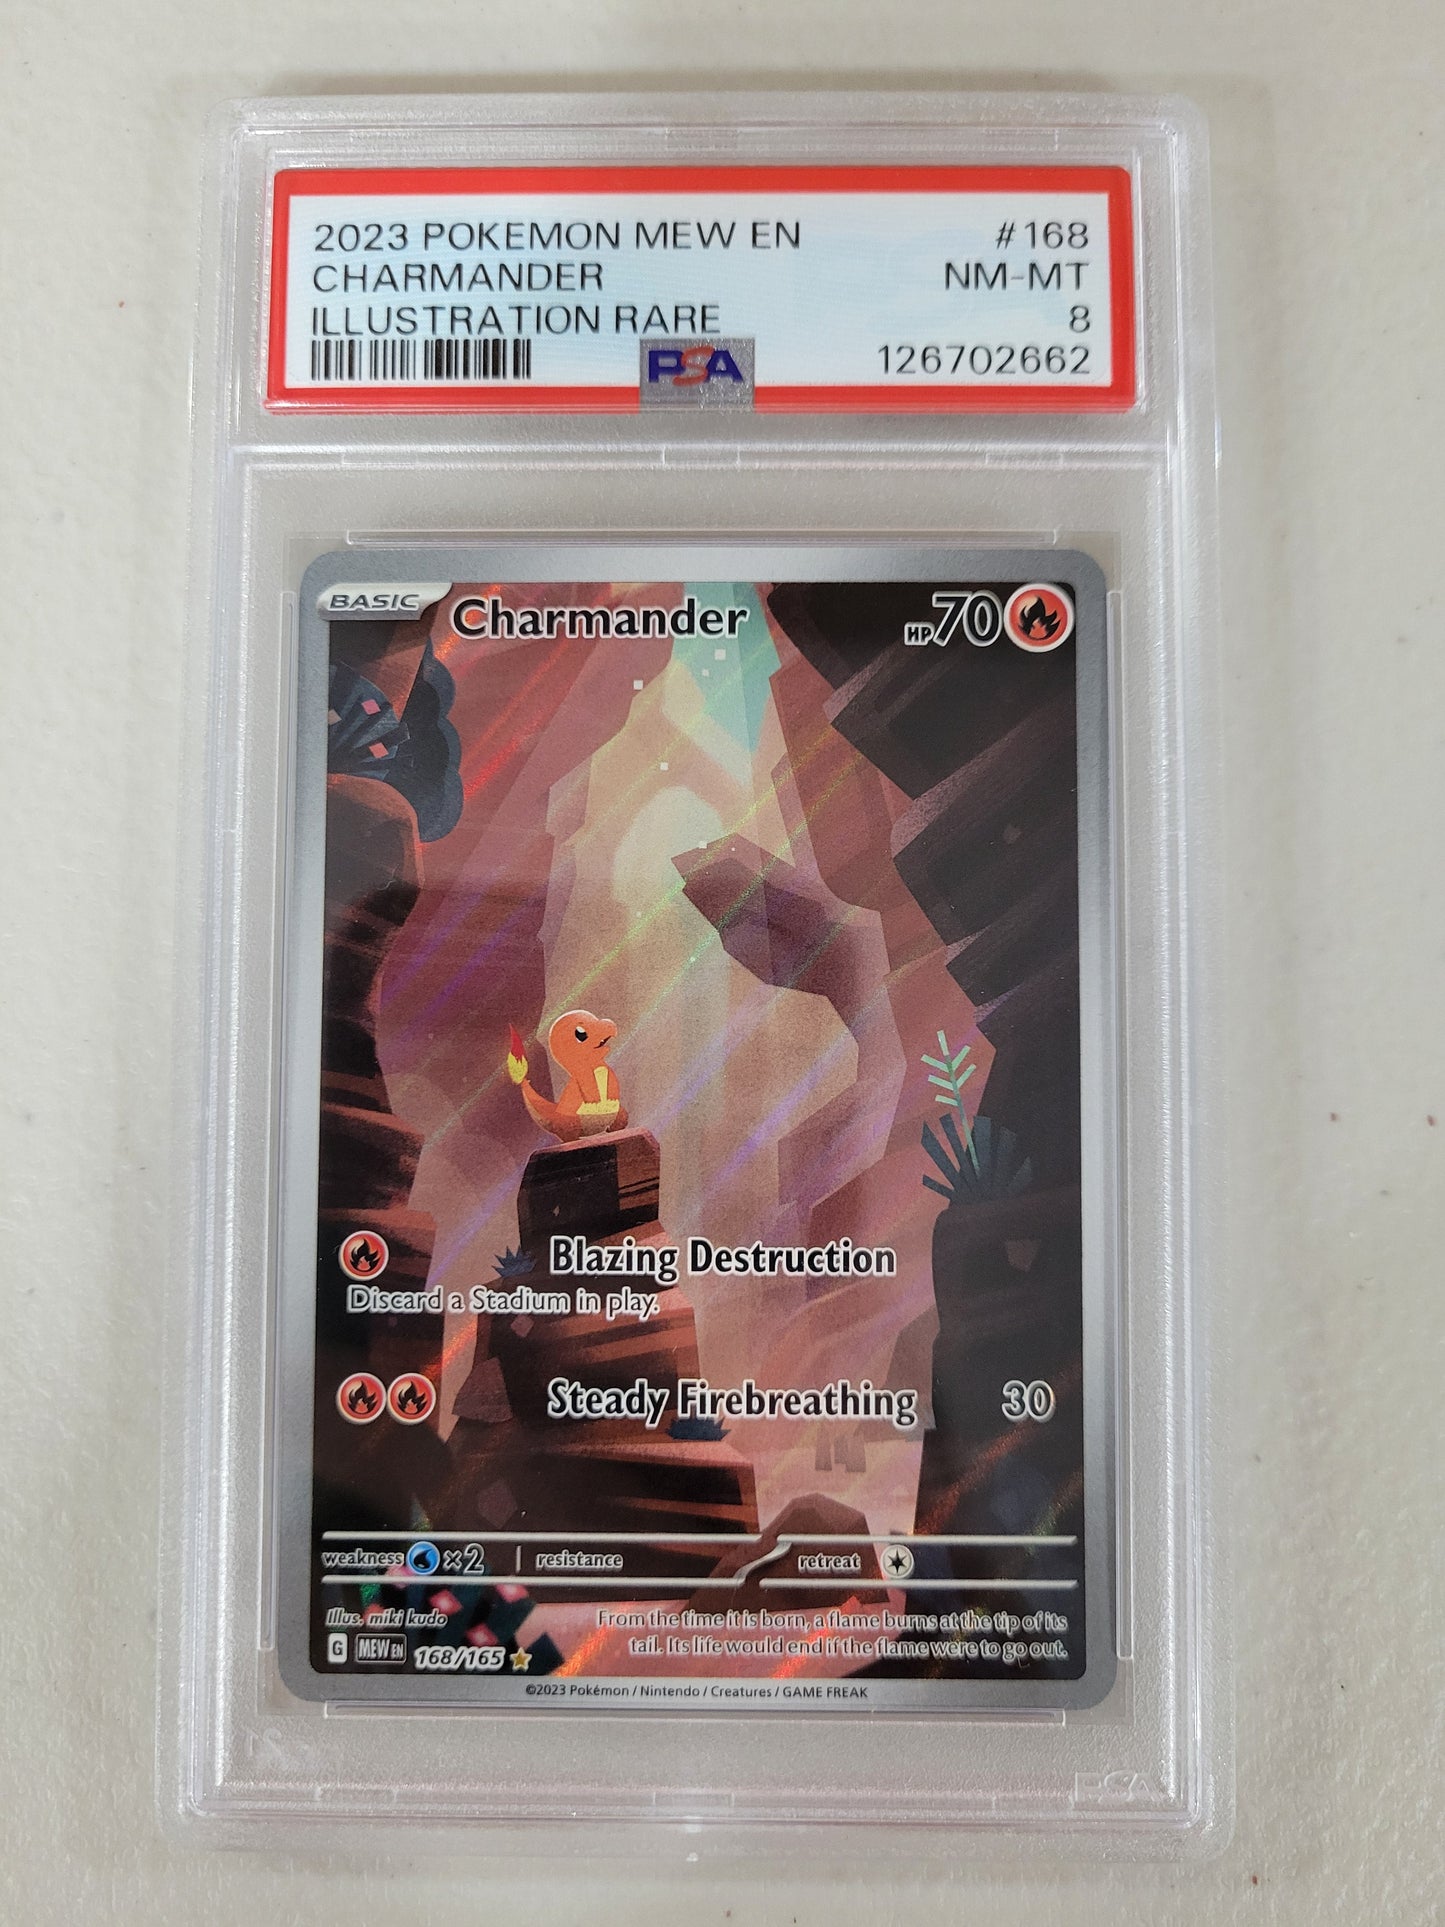 2023 POKEMON MEW EN #168
CHARMANDER NM-MT
ILLUSTRATION RARE 8
PSA 126702662
BASIC Charmander HP 70
Blazing Destruction
Discard a Stadium in play.
Steady Firebreathing 30
weakness ×2 resistance retreat
Illus. miki kudo
From the time it is born, a flame burns at the tip of its
tail. Its life would end if the flame were to go out.
G MEW EN 168/165
©2023 Pokémon / Nintendo / Creatures / GAME FREAK
PSA